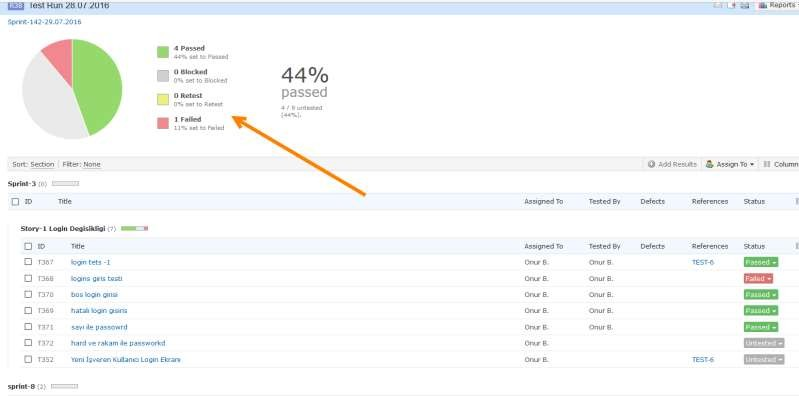 R38 Test Run 28.07.2016
Reports
Sprint-142-29.07.2016
4 Passed
44% set to Passed
0 Blocked
0% set to Blocked
0 Retest
0% set to Retest
1 Failed
11% set to Failed
44%
passed
4 / 9 untested
(44%).
Sort: Section Filter: None Add Results Assign To Column
Sprint-3 (0)
ID Title Assigned To Tested By Defects References Status
Story-1 Login Degisikligi (7)
ID Title Assigned To Tested By Defects References Status
T367 login tets -1 Onur B. Onur B. TEST-6 Passed
T368 logins giris testi Onur B. Onur B. Failed
T370 bos login girisi Onur B. Onur B. Passed
T369 hatalı login gisiris Onur B. Onur B. Passed
T371 sayı ile passowrd Onur B. Onur B. Passed
T372 hard ve rakam ile passworkd Onur B. Untested
T352 Yeni İşveren Kullanıcı Login Ekranı Onur B. TEST-6 Untested
sprint-8 (2)